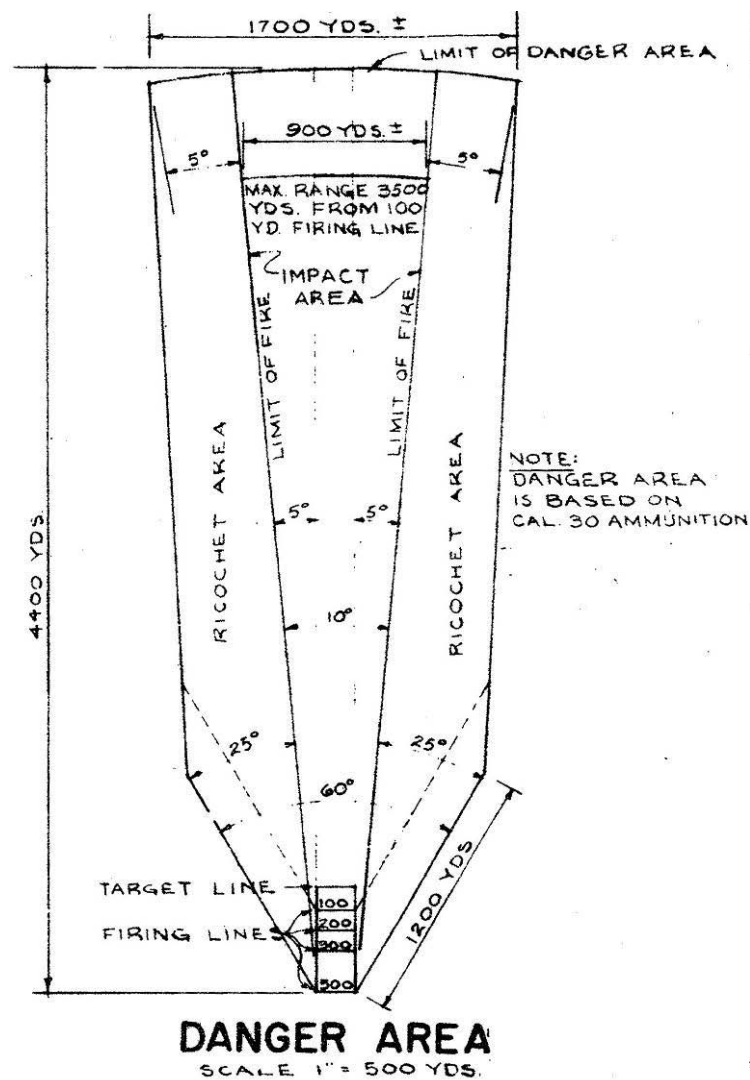 1700 YDS. ±
LIMIT OF DANGER AREA
900 YDS. ±
5°
5°
MAX. RANGE 3500
YDS. FROM 100
YD. FIRING LINE
IMPACT
AREA
LIMIT OF FIRE
LIMIT OF FIRE
RICOCHET AREA
RICOCHET AREA
NOTE:
DANGER AREA
IS BASED ON
CAL. 30 AMMUNITION
4400 YDS.
5°
5°
10°
25°
25°
60°
1200 YDS
TARGET LINE
100
200
FIRING LINES
300
500
DANGER AREA
SCALE 1" = 500 YDS.